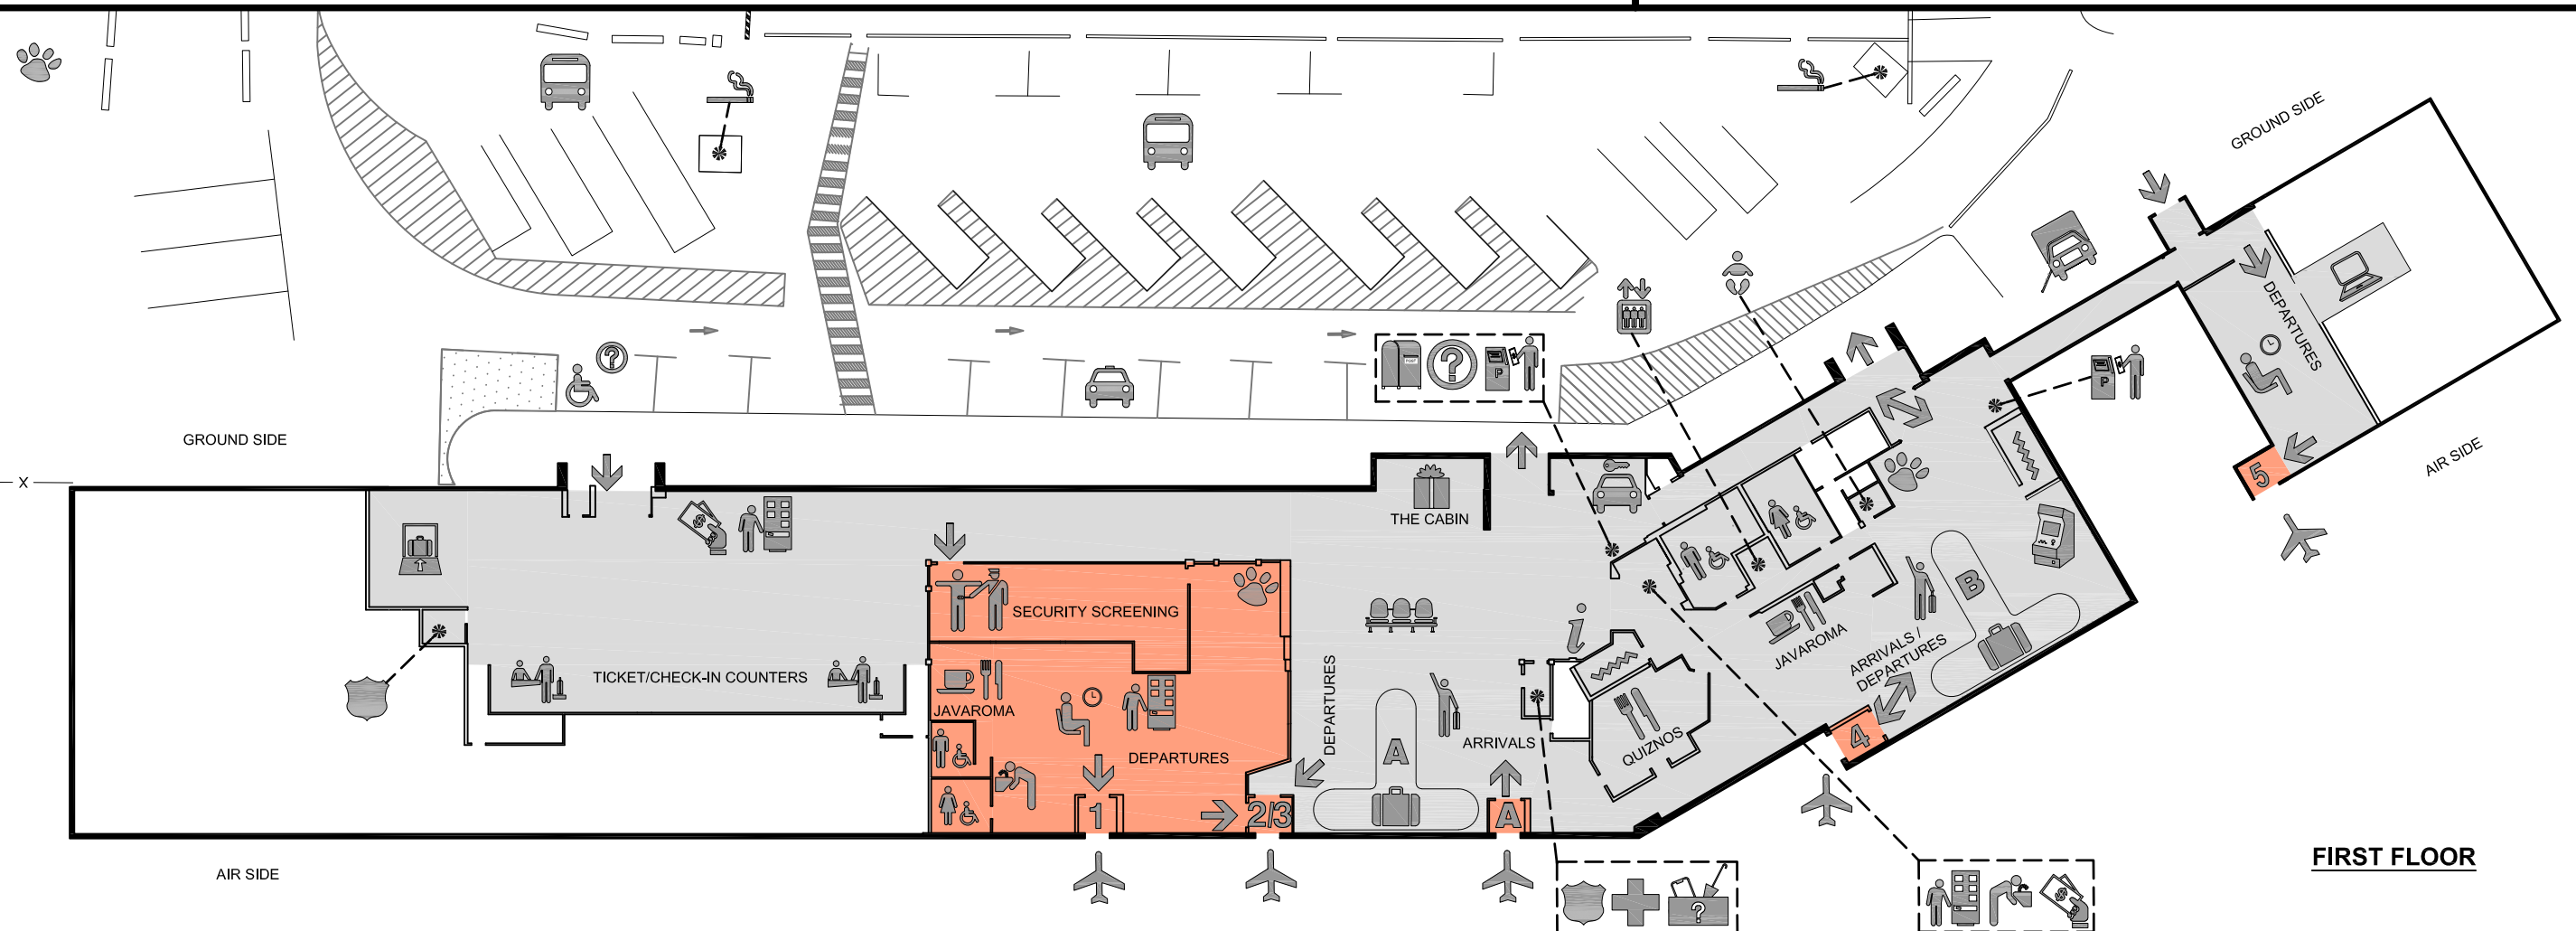 GROUND SIDE
GROUND SIDE
X
POST
?
P
?
P
DEPARTURES
5
AIR SIDE
$
THE CABIN
SECURITY SCREENING
TICKET/CHECK-IN COUNTERS
JAVAROMA
DEPARTURES
1
2/3
DEPARTURES
A
ARRIVALS
A
i
QUIZNOS
JAVAROMA
ARRIVALS /
DEPARTURES
B
4
AIR SIDE
?
$
FIRST FLOOR